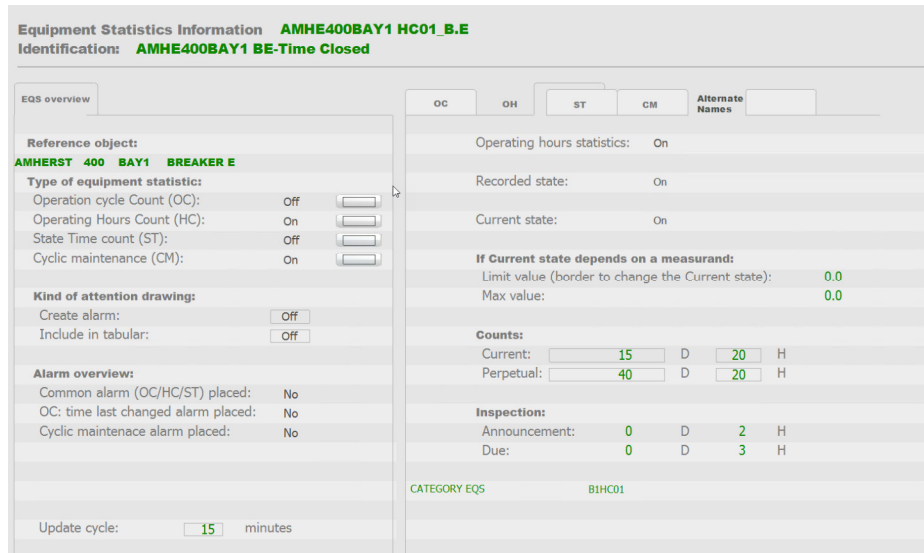 Equipment Statistics Information AMHE400BAY1 HC01_B.E
Identification: AMHE400BAY1 BE-Time Closed
EQS overview
Reference object:
AMHERST 400 BAY1 BREAKER E
Type of equipment statistic:
Operation cycle Count (OC): Off
Operating Hours Count (HC): On
State Time count (ST): Off
Cyclic maintenance (CM): On
Kind of attention drawing:
Create alarm: Off
Include in tabular: Off
Alarm overview:
Common alarm (OC/HC/ST) placed: No
OC: time last changed alarm placed: No
Cyclic maintenace alarm placed: No
Update cycle: 15 minutes
OC OH ST CM Alternate
Names
Operating hours statistics: On
Recorded state: On
Current state: On
If Current state depends on a measurand:
Limit value (border to change the Current state): 0.0
Max value: 0.0
Counts:
Current: 15 D 20 H
Perpetual: 40 D 20 H
Inspection:
Announcement: 0 D 2 H
Due: 0 D 3 H
CATEGORY EQS B1HC01